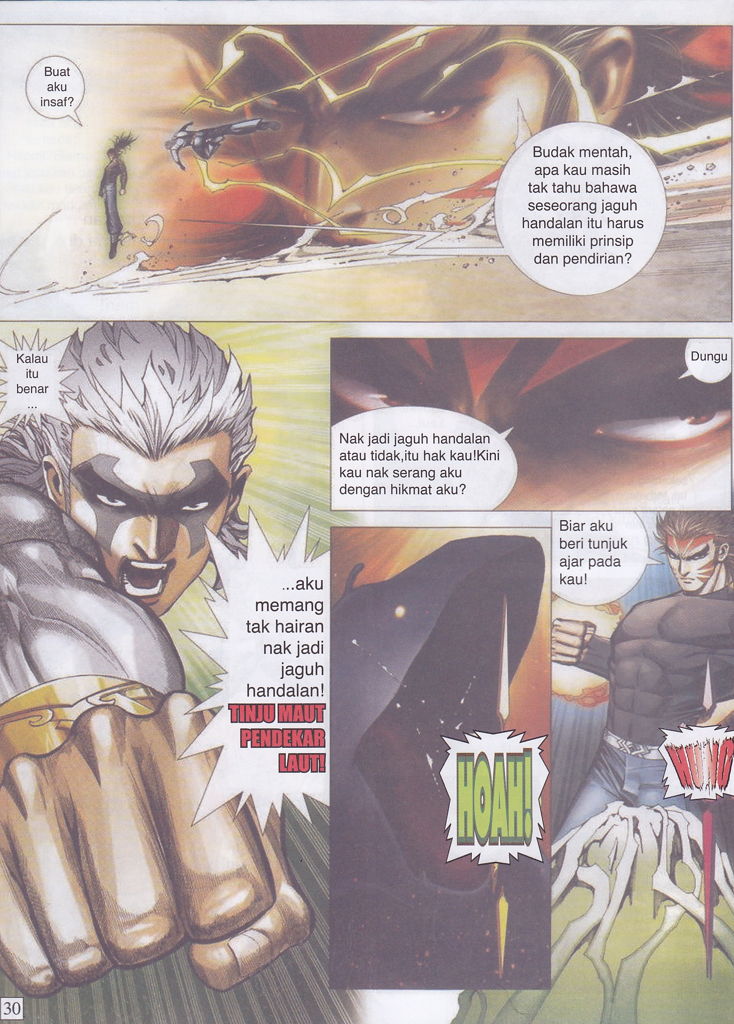 Buat
aku
insaf?
Budak mentah,
apa kau masih
tak tahu bahawa
seseorang jaguh
handalan itu harus
memiliki prinsip
dan pendirian?
Kalau
itu
benar
...
...aku
memang
tak hairan
nak jadi
jaguh
handalan!
TINJU MAUT
PENDEKAR
LAUT!
Dungu
Nak jadi jaguh handalan
atau tidak,itu hak kau!Kini
kau nak serang aku
dengan hikmat aku?
HOAH!
Biar aku
beri tunjuk
ajar pada
kau!
30